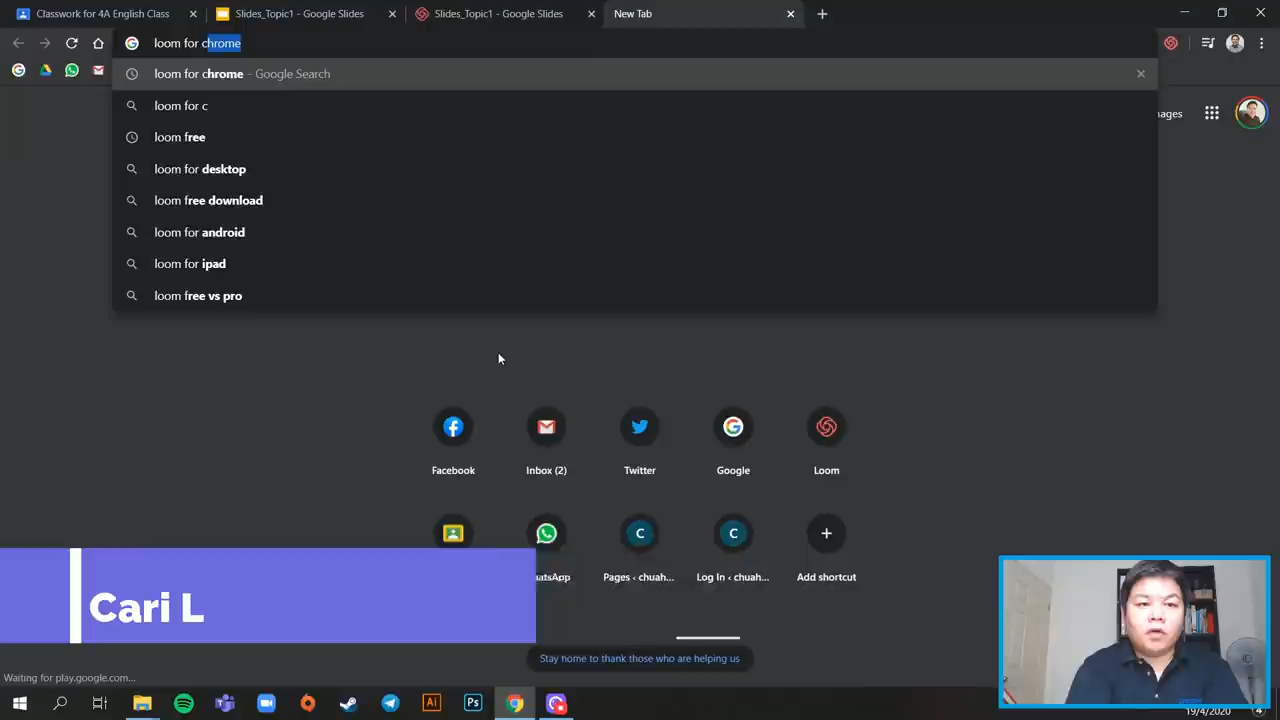 Classwork for 4A English Class
Slides_Topic1 - Google Slides
Slides_Topic1 - Google Slides
New Tab
loom for chrome
loom for chrome - Google Search
loom for c
loom free
loom for desktop
loom free download
loom for android
loom for ipad
loom free vs pro
ages
Facebook
Inbox (2)
Twitter
Google
Loom
atsApp
C
Pages ‹ chuah...
C
Log In ‹ chuah...
Add shortcut
Cari L
Stay home to thank those who are helping us
Waiting for play.google.com...
Ai
Ps
19/4/2020